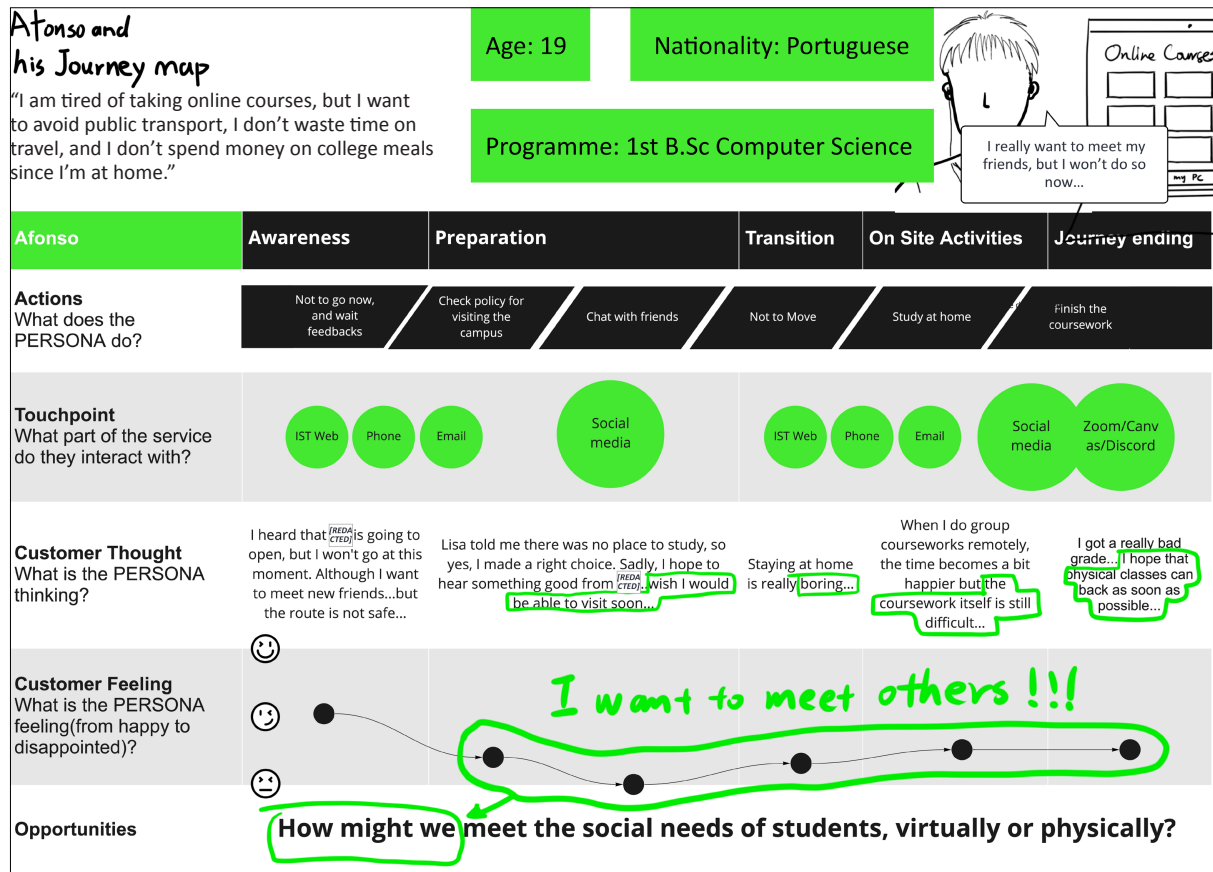 Afonso and
his Journey map
“I am tired of taking online courses, but I want
to avoid public transport, I don’t waste time on
travel, and I don’t spend money on college meals
since I’m at home.”
Age: 19
Nationality: Portuguese
Programme: 1st B.Sc Computer Science
Online Courses
my PC
I really want to meet my
friends, but I won’t do so
now...
Afonso
Awareness
Preparation
Transition
On Site Activities
Journey ending
Actions
What does the
PERSONA do?
Not to go now,
and wait
feedbacks
Check policy for
visiting the
campus
Chat with friends
Not to Move
Study at home
Finish the
coursework
Touchpoint
What part of the service
do they interact with?
IST Web
Phone
Email
Social
media
IST Web
Phone
Email
Social
media
Zoom/Canv
as/Discord
Customer Thought
What is the PERSONA
thinking?
I heard that [REDA
CTED] is going to
open, but I won't go at this
moment. Although I want
to meet new friends...but
the route is not safe...
Lisa told me there was no place to study, so
yes, I made a right choice. Sadly, I hope to
hear something good from [REDA
CTED]..wish I would
be able to visit soon...
Staying at home
is really boring...
When I do group
courseworks remotely,
the time becomes a bit
happier but the
coursework itself is still
difficult...
I got a really bad
grade... I hope that
physical classes can
back as soon as
possible...
Customer Feeling
What is the PERSONA
feeling(from happy to
disappointed)?
I want to meet others !!!
Opportunities
How might we meet the social needs of students, virtually or physically?